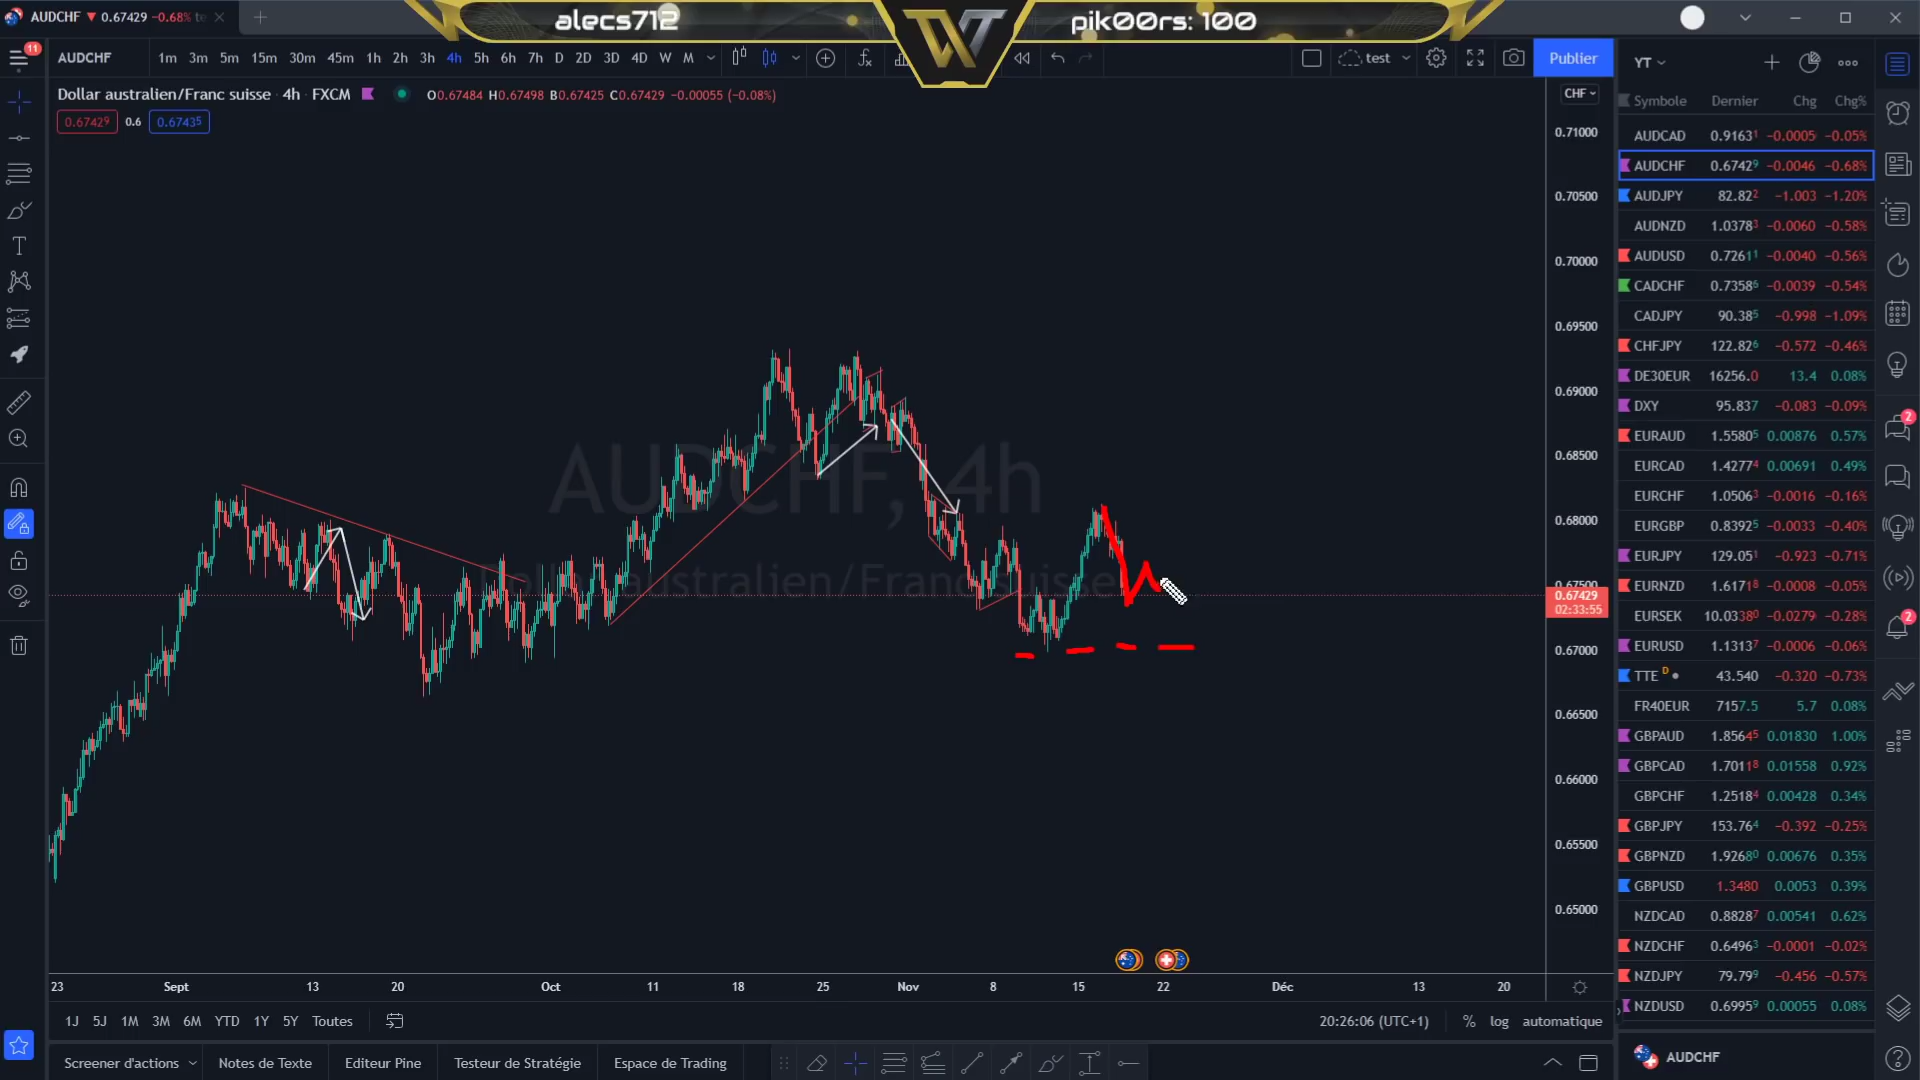 AUDCHF ▼ 0.67429 −0.68% te
alecs712
pik00rs: 100
11
AUDCHF
1m 3m 5m 15m 30m 45m 1h 2h 3h 4h 5h 6h 7h D 2D 3D 4D W M
test
Publier
YT
Dollar australien/Franc suisse · 4h · FXCM
O0.67484 H0.67498 B0.67425 C0.67429 −0.00055 (−0.08%)
0.67429 0.6 0.67435
CHF
AUDCHF, 4h
Dollar australien/Franc suisse
0.71000
0.70500
0.70000
0.69500
0.69000
0.68500
0.68000
0.67500
0.67429
02:33:55
0.67000
0.66500
0.66000
0.65500
0.65000
23 Sept 13 20 Oct 11 18 25 Nov 8 15 22 Déc 13 20
Symbole Dernier Chg Chg%
AUDCAD 0.91631 −0.0005 −0.05%
AUDCHF 0.67429 −0.0046 −0.68%
AUDJPY 82.822 −1.003 −1.20%
AUDNZD 1.03783 −0.0060 −0.58%
AUDUSD 0.72611 −0.0040 −0.56%
CADCHF 0.73586 −0.0039 −0.54%
CADJPY 90.385 −0.998 −1.09%
CHFJPY 122.826 −0.572 −0.46%
DE30EUR 16256.0 13.4 0.08%
DXY 95.837 −0.083 −0.09%
EURAUD 1.55805 0.00876 0.57%
EURCAD 1.42774 0.00691 0.49%
EURCHF 1.05063 −0.0016 −0.16%
EURGBP 0.83925 −0.0033 −0.40%
EURJPY 129.051 −0.923 −0.71%
EURNZD 1.61718 −0.0008 −0.05%
EURSEK 10.03380 −0.0279 −0.28%
EURUSD 1.13137 −0.0006 −0.06%
TTE D 43.540 −0.320 −0.73%
FR40EUR 7157.5 5.7 0.08%
GBPAUD 1.85645 0.01830 1.00%
GBPCAD 1.70118 0.01558 0.92%
GBPCHF 1.25184 0.00428 0.34%
GBPJPY 153.764 −0.392 −0.25%
GBPNZD 1.92680 0.00676 0.35%
GBPUSD 1.3480 0.0053 0.39%
NZDCAD 0.88287 0.00541 0.62%
NZDCHF 0.64963 −0.0001 −0.02%
NZDJPY 79.799 −0.456 −0.57%
NZDUSD 0.69959 0.00055 0.08%
2
2
1J 5J 1M 3M 6M YTD 1Y 5Y Toutes
20:26:06 (UTC+1) % log automatique
Screener d'actions Notes de Texte Editeur Pine Testeur de Stratégie Espace de Trading
AUDCHF